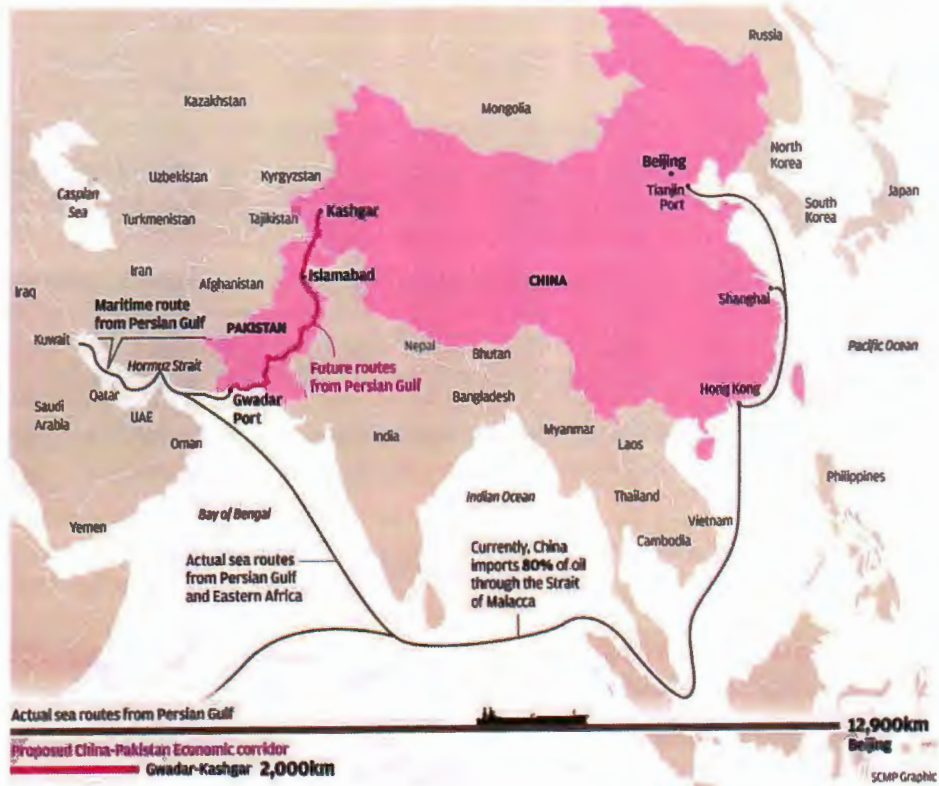 Russia
Kazakhstan
Mongolia
North
Korea
Beijing
Tianjin
Port
Uzbekistan
Kyrgyzstan
Caspian
Sea
Japan
South
Korea
Turkmenistan
Tajikistan
Kashgar
Iran
Islamabad
Afghanistan
CHINA
Iraq
Shanghai
Maritime route
from Persian Gulf
PAKISTAN
Kuwait
Nepal
Bhutan
Pacific Ocean
Hormuz Strait
Future routes
from Persian Gulf
Qatar
Gwadar
Port
Hong Kong
Bangladesh
Saudi
Arabia
UAE
Oman
India
Myanmar
Laos
Philippines
Indian Ocean
Thailand
Bay of Bengal
Yemen
Vietnam
Cambodia
Actual sea routes
from Persian Gulf
and Eastern Africa
Currently, China
imports 80% of oil
through the Strait
of Malacca
Actual sea routes from Persian Gulf
12,900km
Beijing
Proposed China-Pakistan Economic corridor
Gwadar-Kashgar 2,000km
SCMP Graphic